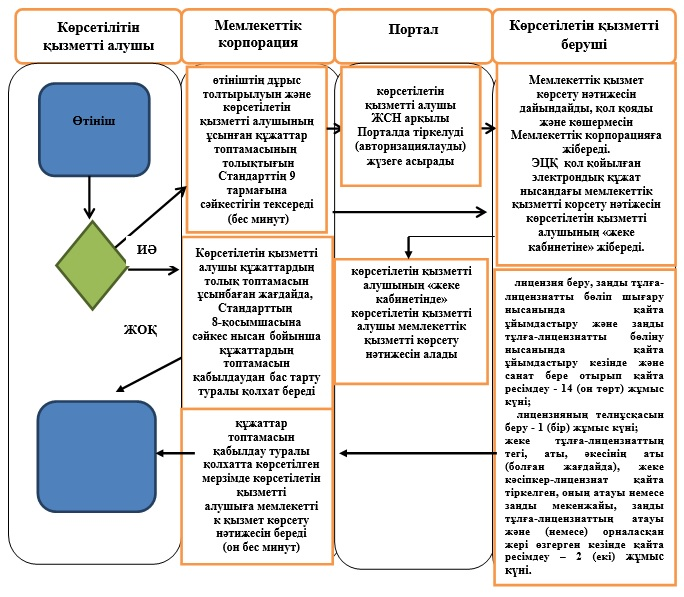 Көрсетілітін
қызметті алушы
Мемлекеттік
корпорация
Портал
Көрсетілетін қызметті
беруші
Өтініш
ИӘ
ЖОҚ
өтініштің дұрыс
толтырылуын және
көрсетілетін
қызметті алушының
ұсынған құжаттар
топтамасының
толықтығын
Стандарттің 9
тармағына
сәйкестігін тексереді
(бес минут)
Көрсетілетін қызметті
алушы құжаттардың
толық топтамасын
ұсынбаған жағдайда,
Стандарттың
8-қосымшасына
сәйкес нысан бойынша
құжаттардың
топтамасын
қабылдаудан бас тарту
туралы қолхат береді
құжаттар
топтамасын
қабылдау туралы
қолхатта көрсетілген
мерзімде көрсетілетін
қызметті
алушыға мемлекетті
к қызмет көрсету
нәтижесін береді
(он бес минут)
көрсетілетін
қызметті алушы
ЖСН арқылы
Порталда тіркелуді
(авторизациялауды)
жүзеге асырады
көрсетілетін қызметті
алушының «жеке
кабинетінде»
көрсетілетін қызметті
алушы мемлекеттік
қызметті көрсету
нәтижесін алады
Мемлекеттік қызмет
көрсету нәтижесін
дайындайды, қол қояды
және көшермесін
Мемлекеттік корпорацияға
жібереді.
ЭЦҚ қол қойылған
электрондық құжат
нысандағы мемлекеттік
қызметті корсету нәтіжесін
көрсетілетін қызметті
алушының «жеке
кабинетіне» жібереді.
лицензия беру, заңды тұлға-
лицензиатты бөліп шығару
нысанында қайта
ұйымдастыру және заңды
тұлға-лицензиатты бөліну
нысанында қайта
ұйымдастыру кезінде және
санат бере отырып қайта
ресімдеу - 14 (он төрт) жұмыс
күні;
лицензияның телнұсқасын
беру - 1 (бір) жұмыс күні;
жеке тұлға-лицензиаттың
тегі, аты, әкесінің аты
(болған жағдайда), жеке
кәсіпкер-лицензиат қайта
тіркелген, оның атауы немесе
заңды мекенжайы, заңды
тұлға-лицензиаттың атауы
және (немесе) орналасқан
жері өзгерген кезінде қайта
ресімдеу – 2 (екі) жұмыс
күні.